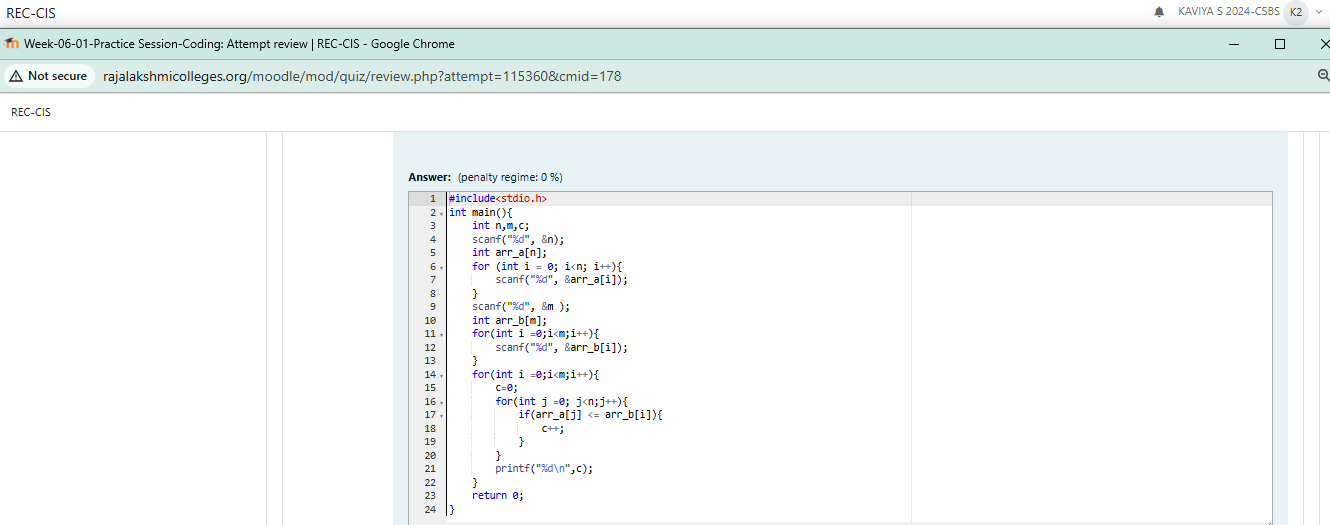 REC-CIS
KAVIYA S 2024-CSBS K2
Week-06-01-Practice Session-Coding: Attempt review | REC-CIS - Google Chrome
Not secure rajalakshmicolleges.org/moodle/mod/quiz/review.php?attempt=115360&cmid=178
REC-CIS
Answer: (penalty regime: 0 %)
1 #include<stdio.h>
2 int main(){
3     int n,m,c;
4     scanf("%d", &n);
5     int arr_a[n];
6     for (int i = 0; i<n; i++){
7         scanf("%d", &arr_a[i]);
8     }
9     scanf("%d", &m );
10     int arr_b[m];
11     for(int i =0;i<m;i++){
12         scanf("%d", &arr_b[i]);
13     }
14     for(int i =0;i<m;i++){
15         c=0;
16         for(int j =0; j<n;j++){
17             if(arr_a[j] <= arr_b[i]){
18                 c++;
19             }
20         }
21         printf("%d\n",c);
22     }
23     return 0;
24 }